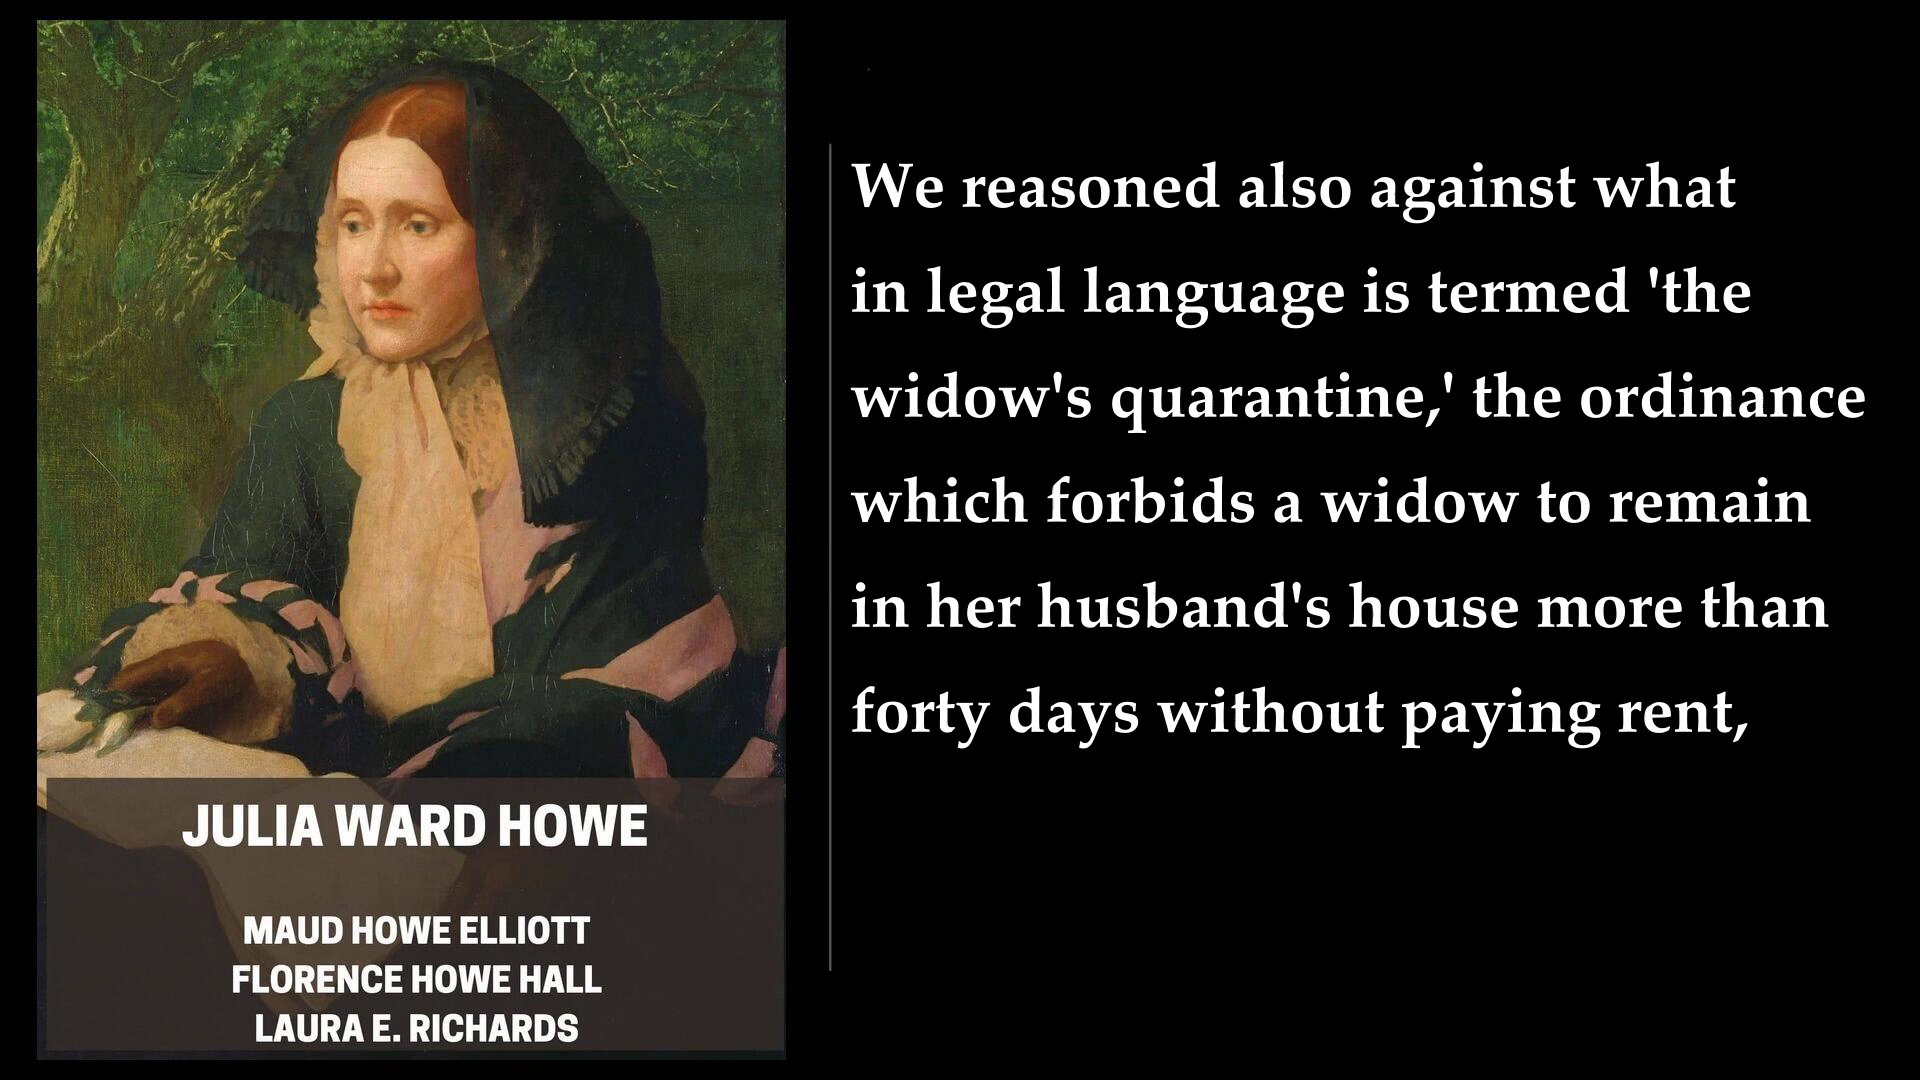 We reasoned also against what
in legal language is termed 'the
widow's quarantine,' the ordinance
which forbids a widow to remain
in her husband's house more than
forty days without paying rent,
JULIA WARD HOWE
MAUD HOWE ELLIOTT
FLORENCE HOWE HALL
LAURA E. RICHARDS